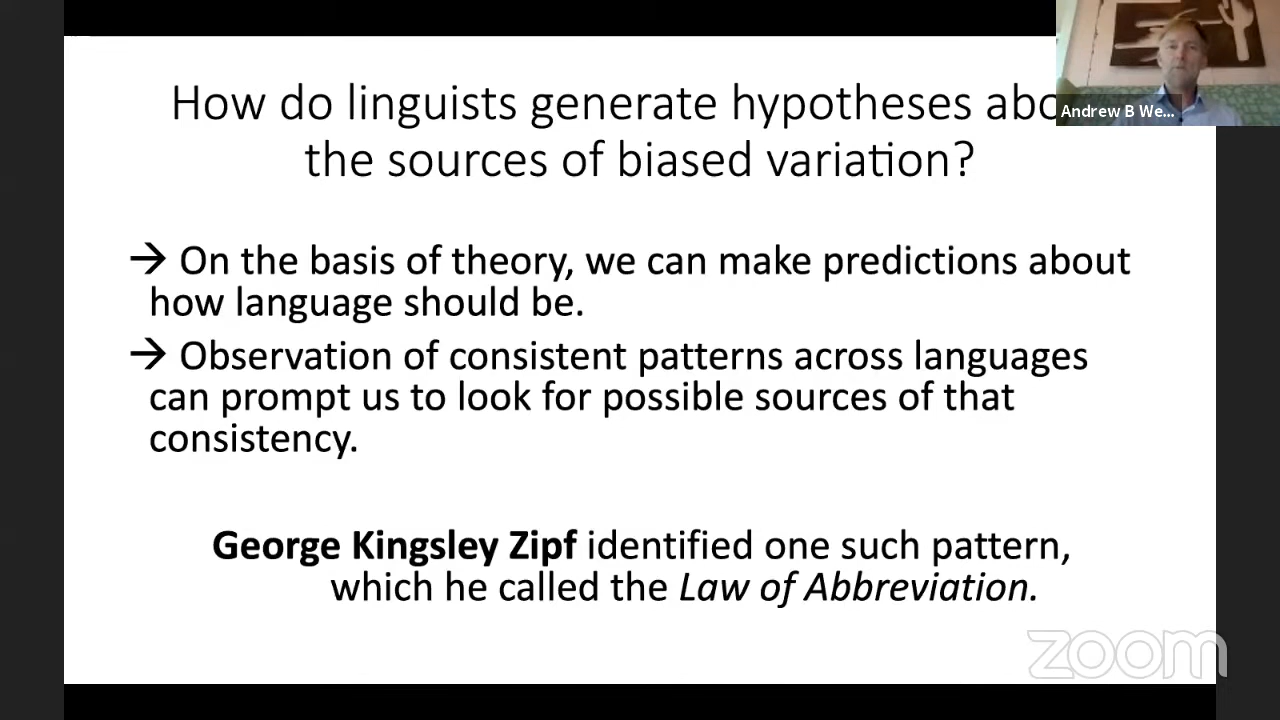 How do linguists generate hypotheses abo
the sources of biased variation?
Andrew B We...
→ On the basis of theory, we can make predictions about
how language should be.
→ Observation of consistent patterns across languages
can prompt us to look for possible sources of that
consistency.
George Kingsley Zipf identified one such pattern,
which he called the Law of Abbreviation.
zoom